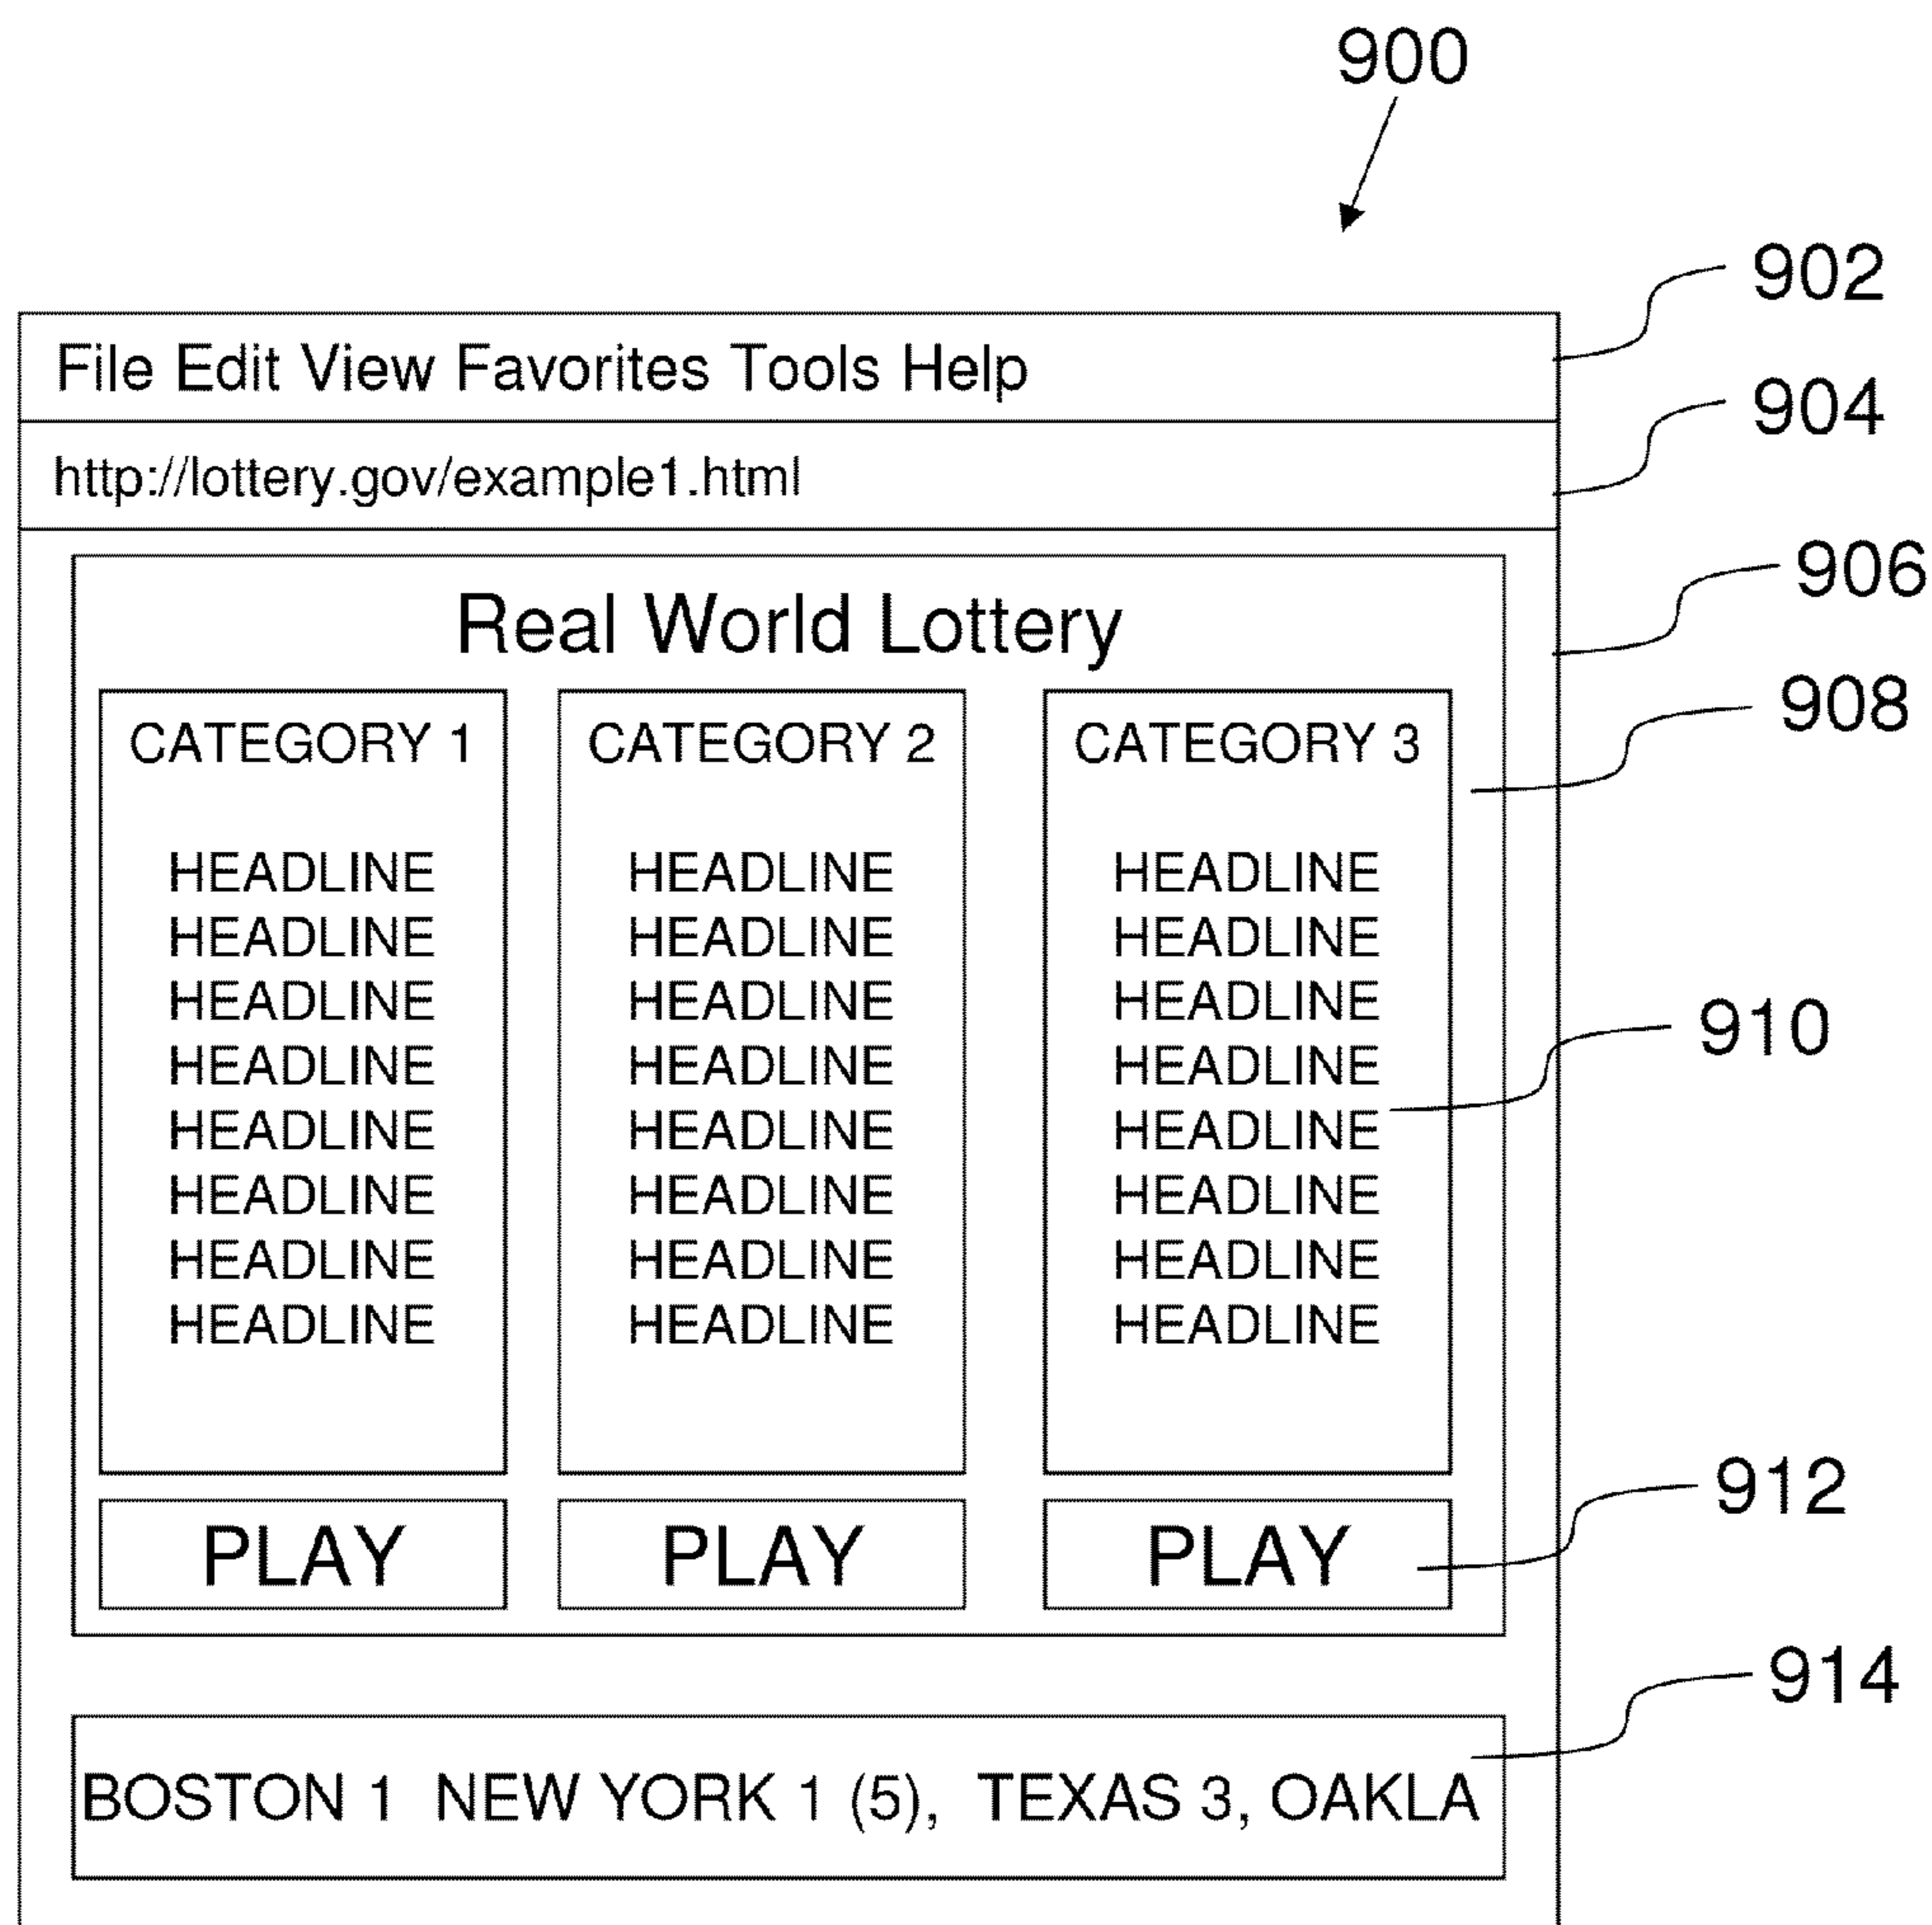 900
902
File Edit View Favorites Tools Help
904
http://lottery.gov/example1.html
906
Real World Lottery
908
CATEGORY 1 CATEGORY 2 CATEGORY 3
HEADLINE HEADLINE HEADLINE
HEADLINE HEADLINE HEADLINE
HEADLINE HEADLINE HEADLINE
910
HEADLINE HEADLINE HEADLINE
HEADLINE HEADLINE HEADLINE
HEADLINE HEADLINE HEADLINE
HEADLINE HEADLINE HEADLINE
HEADLINE HEADLINE HEADLINE
912
PLAY PLAY PLAY
914
BOSTON 1 NEW YORK 1 (5), TEXAS 3, OAKLA